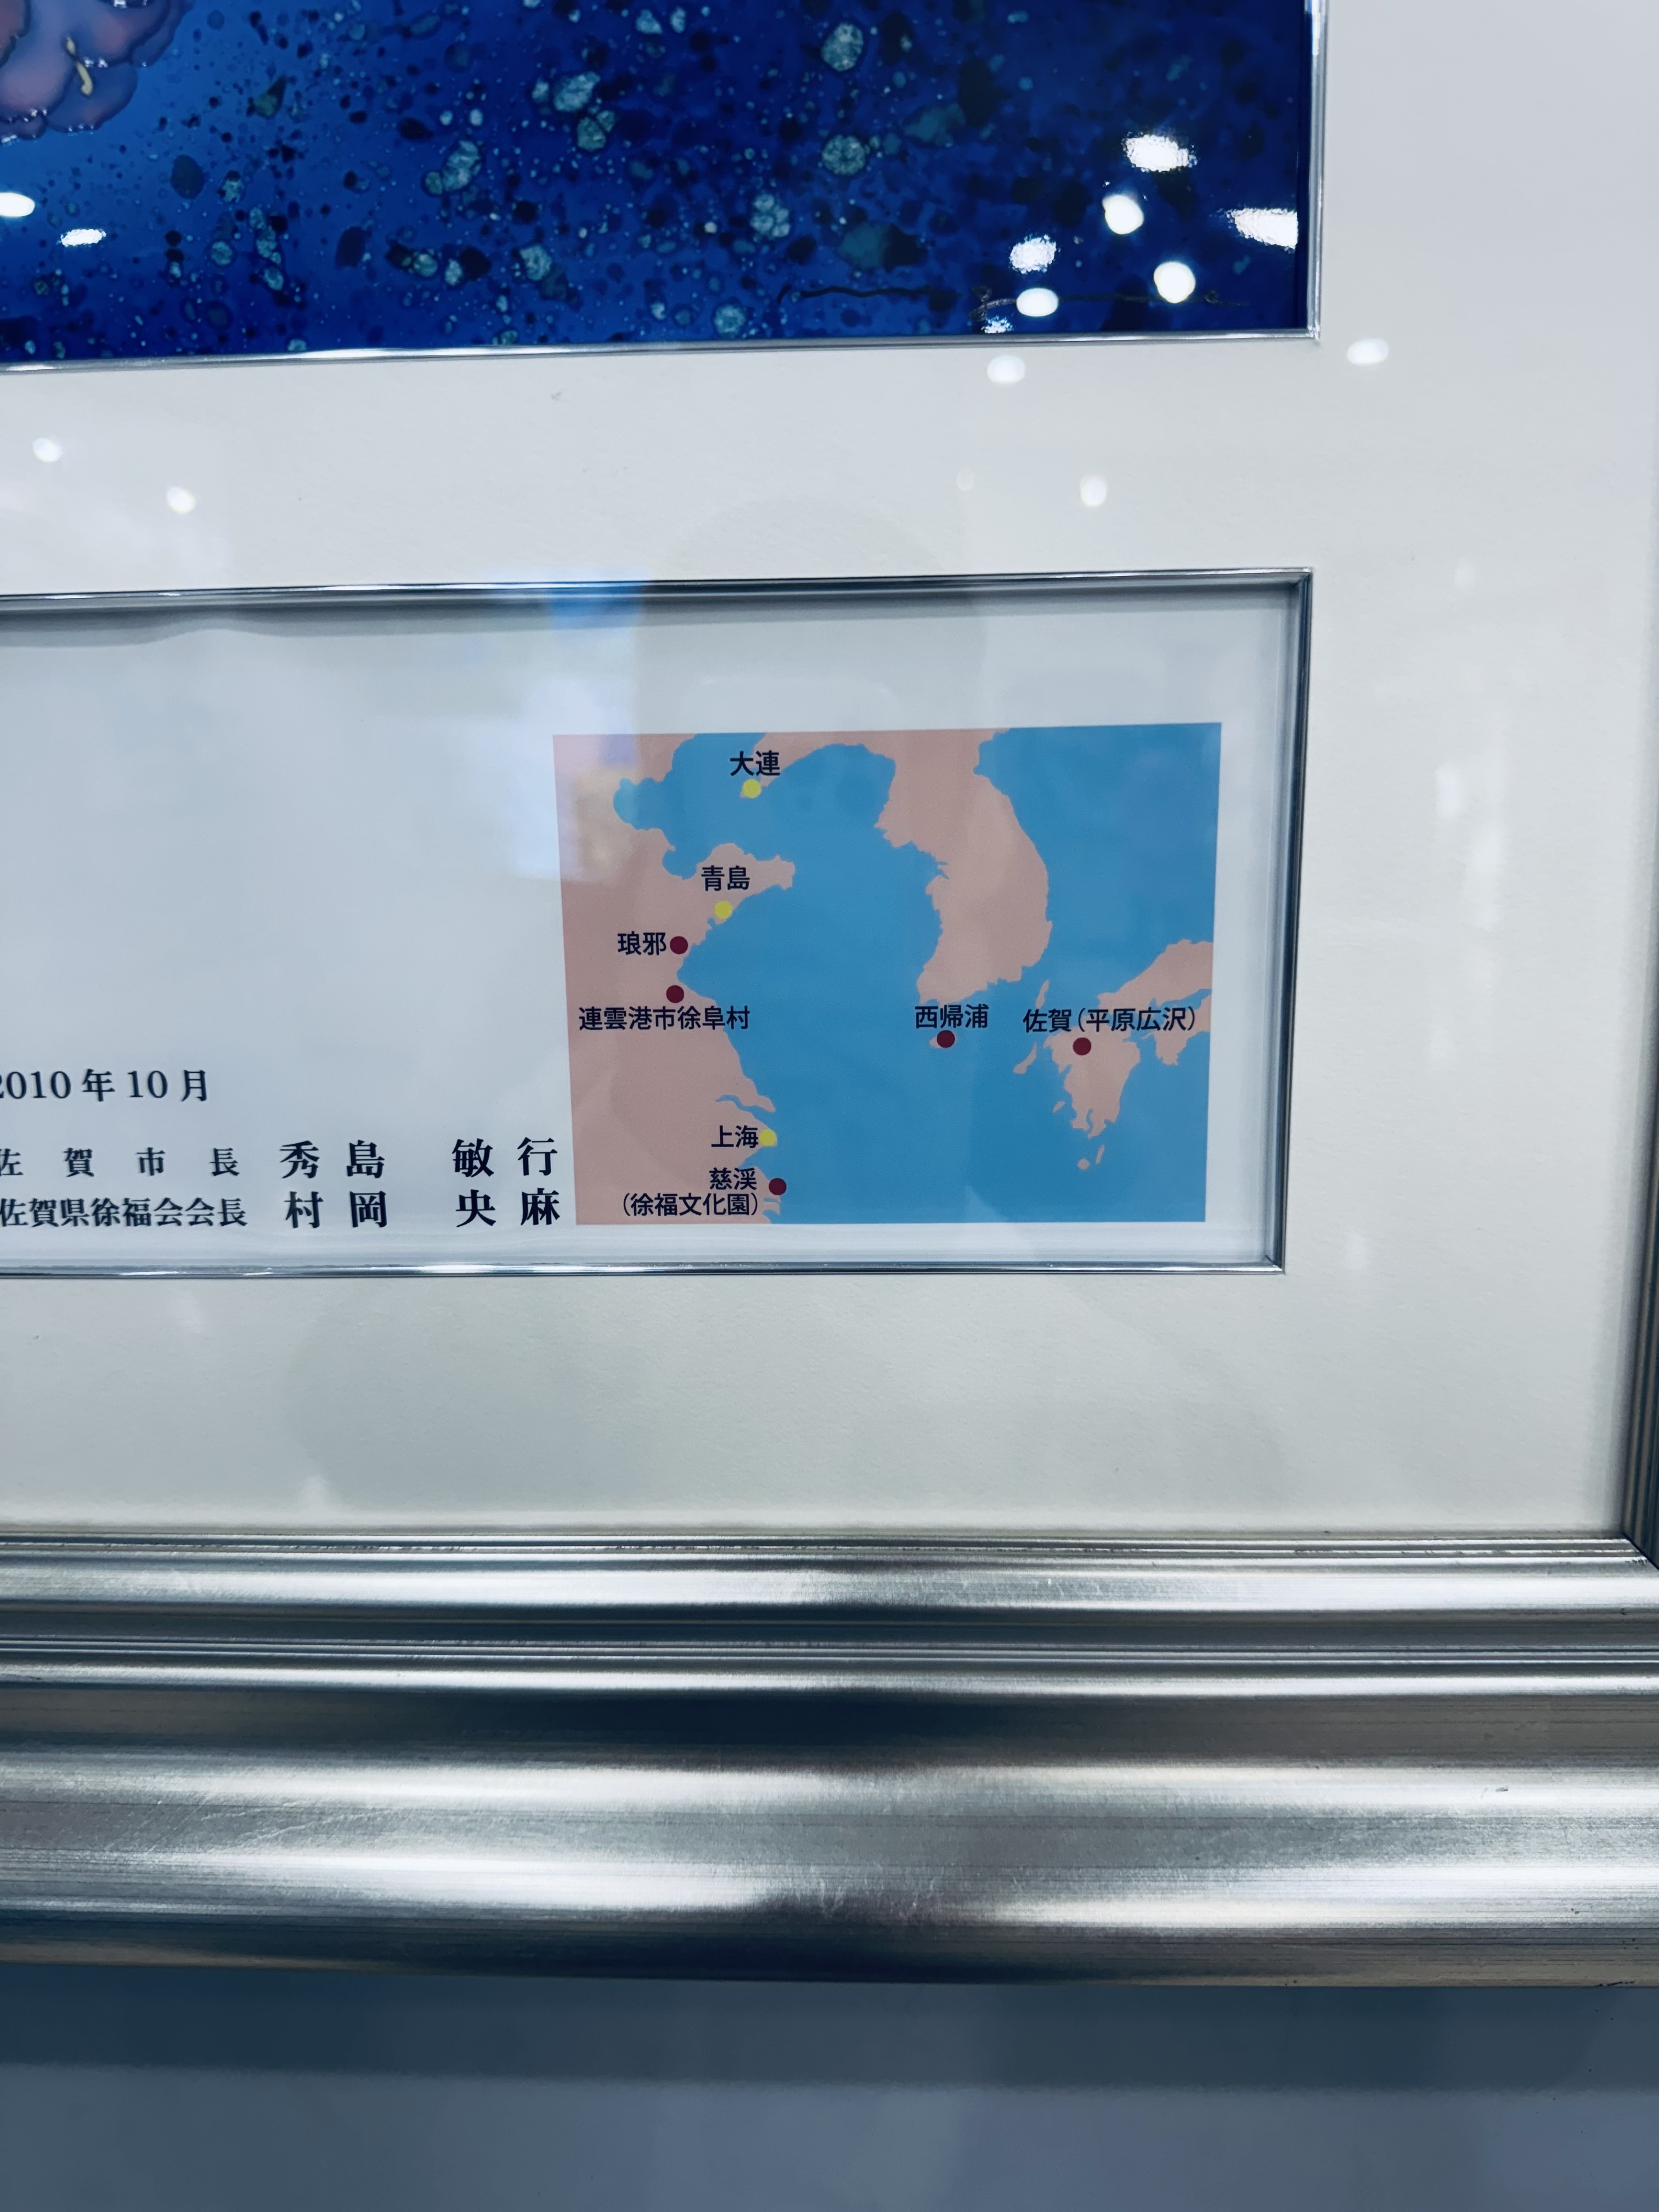 2010年10月
佐賀市長 秀島 敏行
佐賀県徐福会会長 村岡 央麻
大連
青島
琅邪
連雲港市徐阜村
西帰浦
佐賀(平原広沢)
上海
慈渓
(徐福文化園)